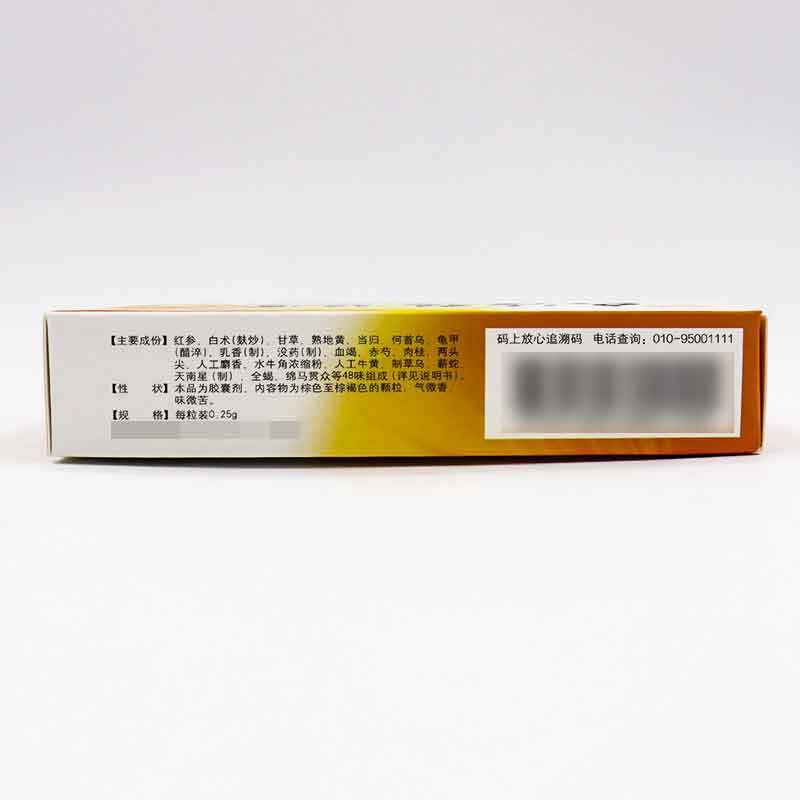 【主要成份】红参、白术(麸炒)、甘草、熟地黄、当归、何首乌、龟甲
(醋淬)、乳香(制)、没药(制)、血竭、赤芍、肉桂、两头
尖、人工麝香、水牛角浓缩粉、人工牛黄、制草乌、蕲蛇、
天南星(制)、全蝎、绵马贯众等48味组成(详见说明书)。
【性　　状】本品为胶囊剂，内容物为棕色至棕褐色的颗粒，气微香，
味微苦。
【规　　格】每粒装0.25g
码上放心追溯码　电话查询：010-95001111